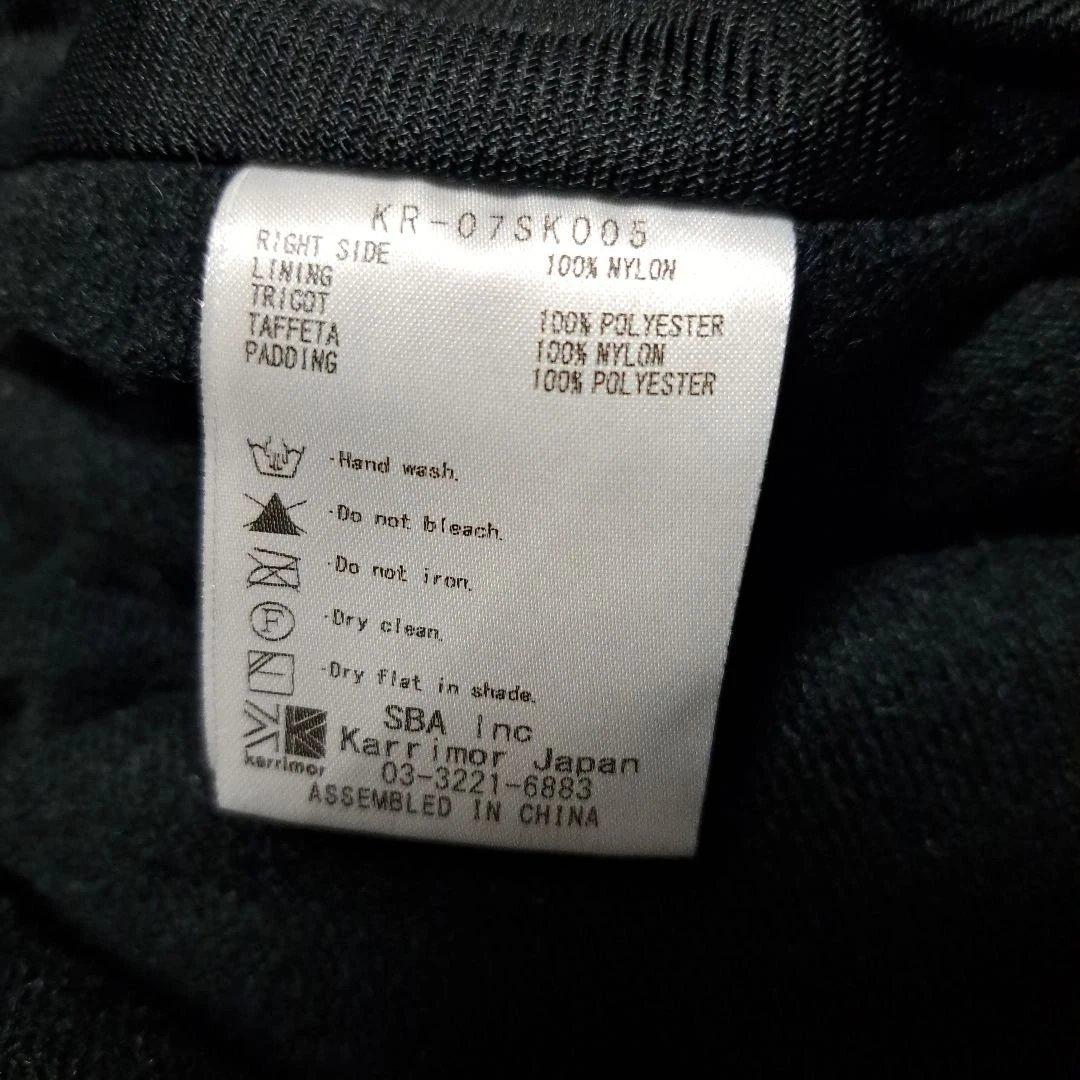 KR-07SK005
RIGHT SIDE 100% NYLON
LINING
TRICOT 100% POLYESTER
TAFFETA 100% NYLON
PADDING 100% POLYESTER
·Hand wash.
·Do not bleach.
·Do not iron.
F ·Dry clean.
·Dry flat in shade.
SBA Inc
karrimor Karrimor Japan
03-3221-6883
ASSEMBLED IN CHINA